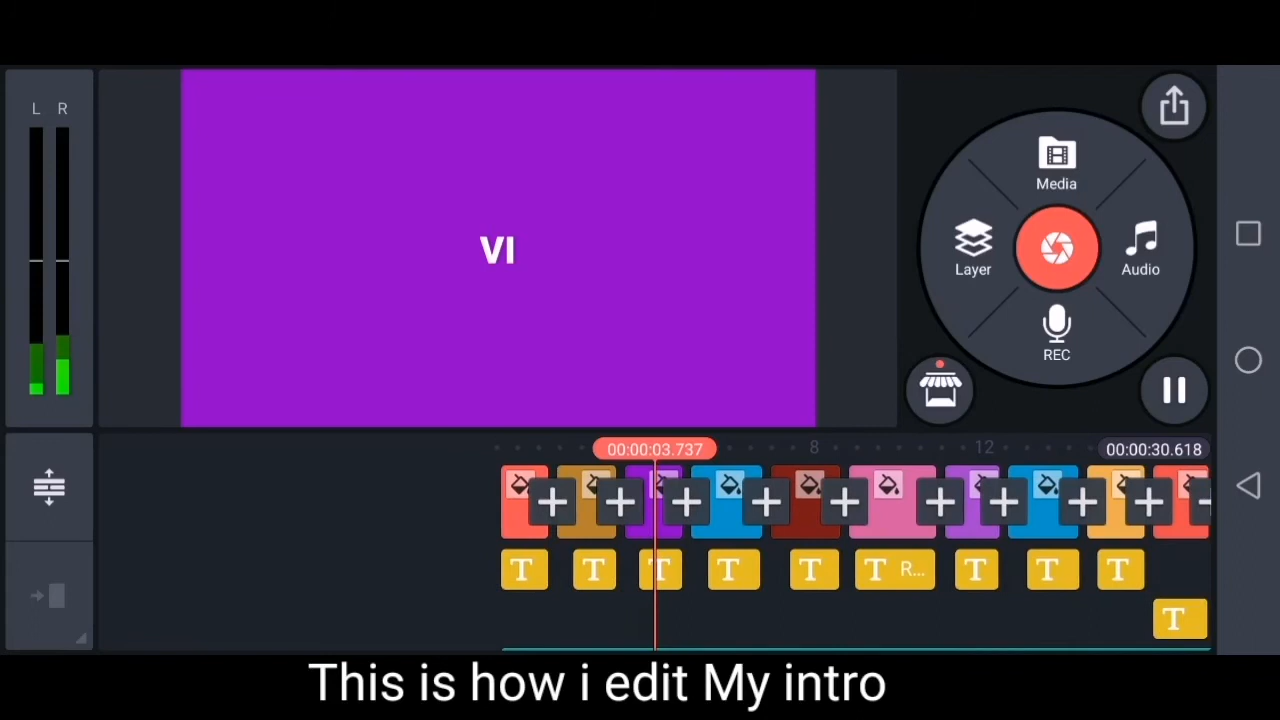 L R
VI
Media
Layer
Audio
REC
00:00:03.737
8
12
00:00:30.618
T
T
T
T
T
T R...
T
T
T
T
This is how i edit My intro